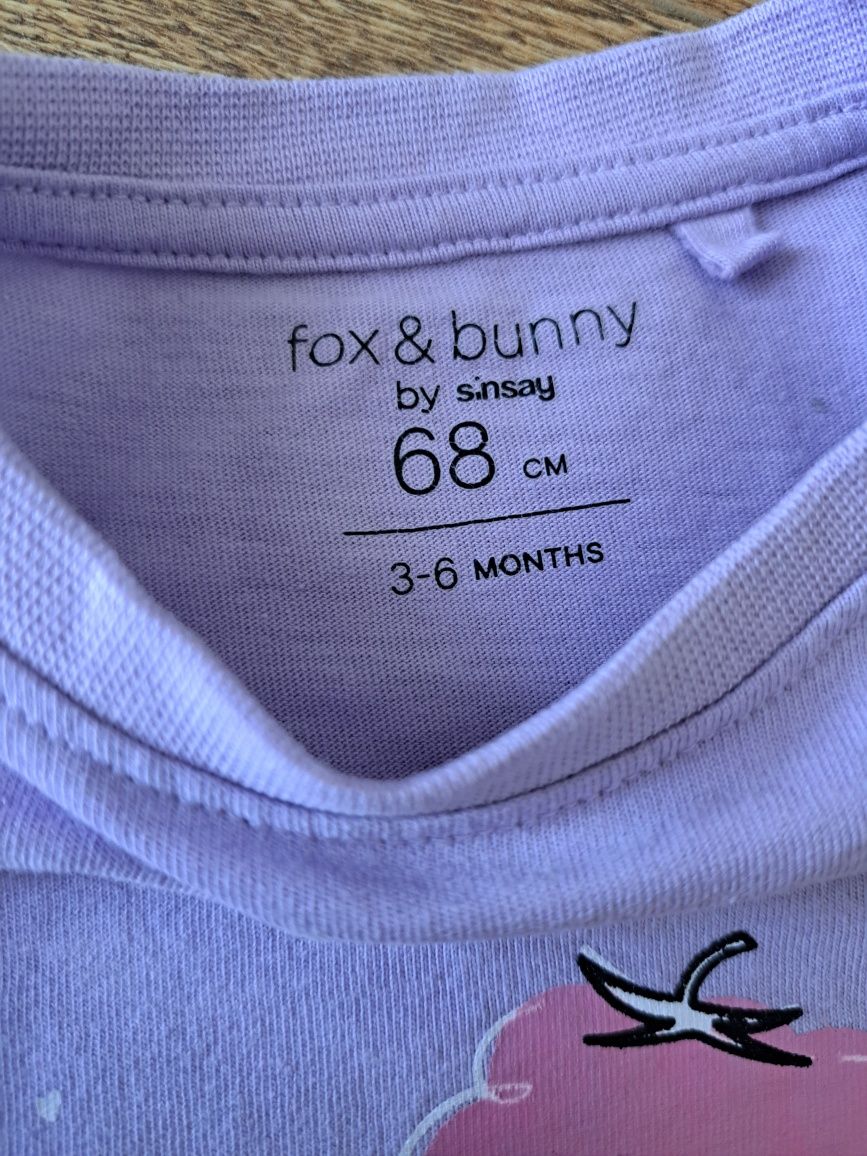 fox & bunny
by sinsay
68 CM
3-6 MONTHS